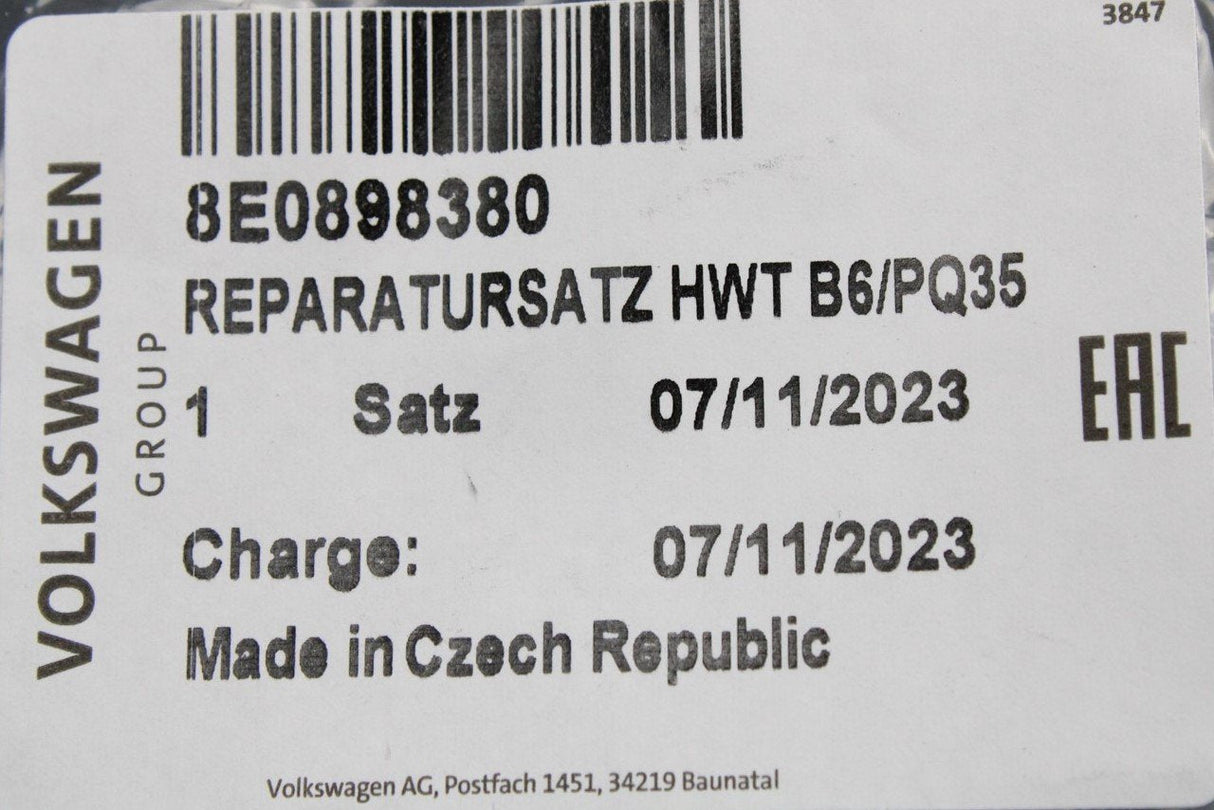 3847
VOLKSWAGEN
GROUP
8E0898380
REPARATURSATZ HWT B6/PQ35
1 Satz 07/11/2023
EAC
Charge: 07/11/2023
Made in Czech Republic
Volkswagen AG, Postfach 1451, 34219 Baunatal